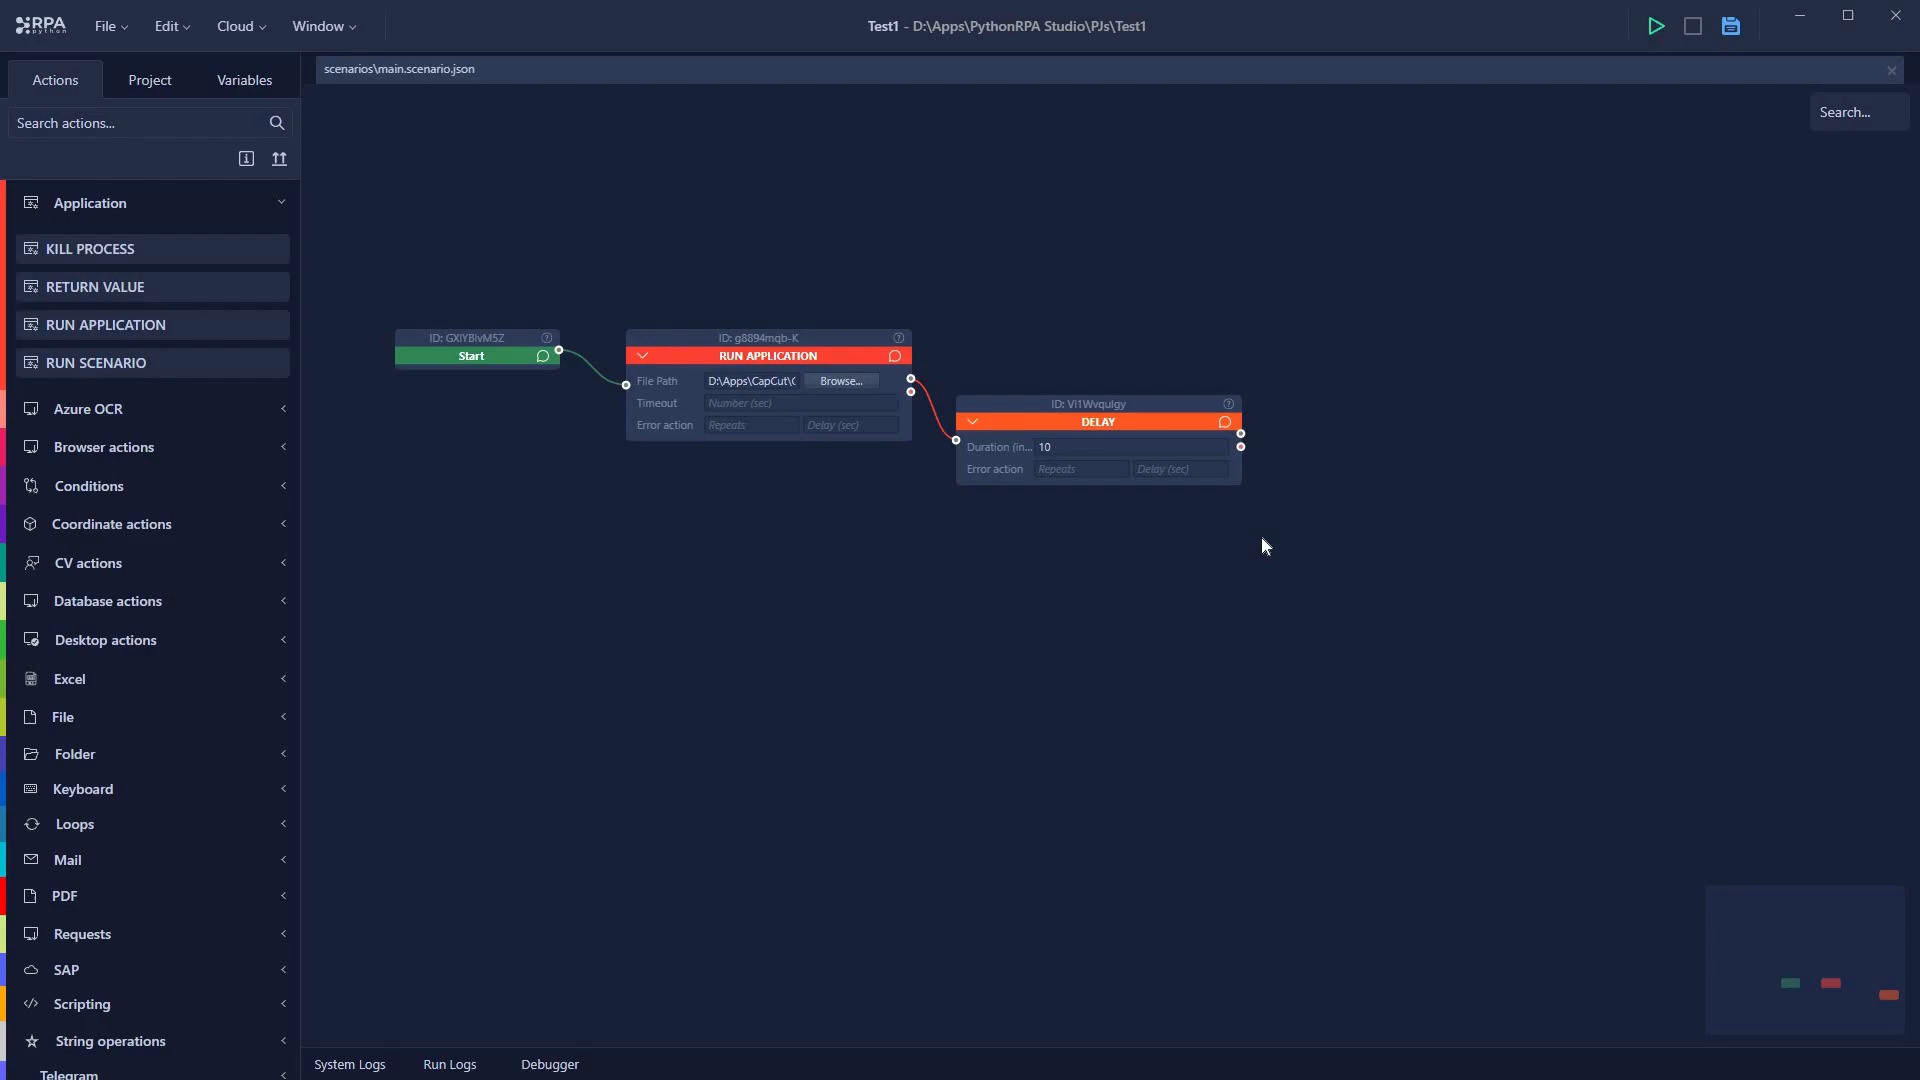 RPA
python
File
Edit
Cloud
Window
Test1 - D:\Apps\PythonRPA Studio\PJs\Test1
Actions
Project
Variables
scenarios\main.scenario.json
Search actions...
Search...
Application
KILL PROCESS
RETURN VALUE
RUN APPLICATION
RUN SCENARIO
Azure OCR
Browser actions
Conditions
Coordinate actions
CV actions
Database actions
Desktop actions
Excel
File
Folder
Keyboard
Loops
Mail
PDF
Requests
SAP
Scripting
String operations
Telegram
Start
ID: g8894mqb-K
RUN APPLICATION
File Path D:\Apps\CapCut\ Browse...
Timeout Number (sec)
Error action Repeats Delay (sec)
DELAY
Duration (in... 10
Error action Repeats Delay (sec)
System Logs
Run Logs
Debugger